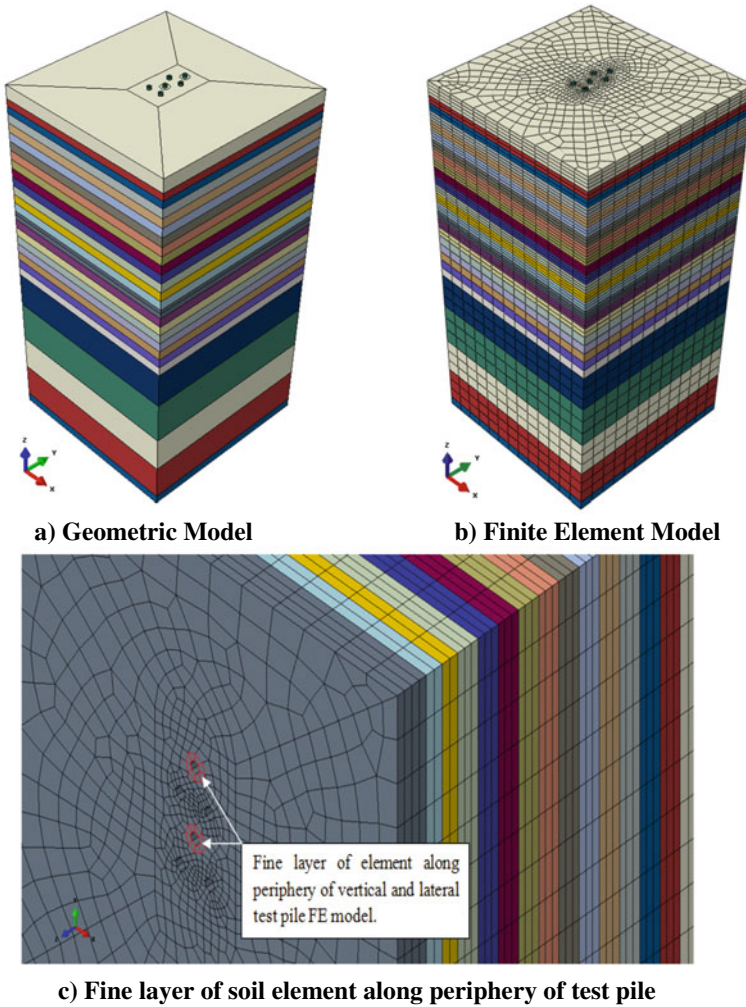 Z
Y
X
Z
Y
X
a) Geometric Model
b) Finite Element Model
Fine layer of element along
periphery of vertical and lateral
test pile FE model.
c) Fine layer of soil element along periphery of test pile